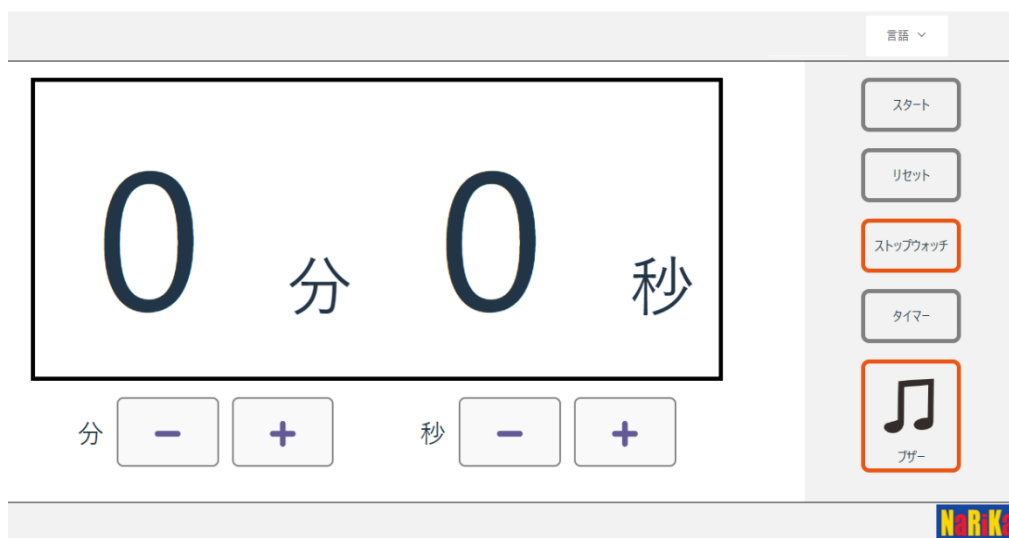 言語
0 分 0 秒
分 − + 秒 − +
スタート
リセット
ストップウォッチ
タイマー
ブザー
NaRiKa